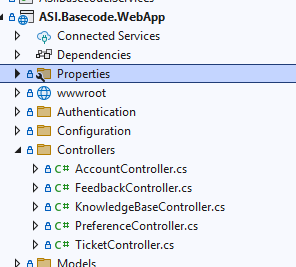 ASI.Basecode.WebApp
Connected Services
Dependencies
Properties
wwwroot
Authentication
Configuration
Controllers
C# AccountController.cs
C# FeedbackController.cs
C# KnowledgeBaseController.cs
C# PreferenceController.cs
C# TicketController.cs
Models